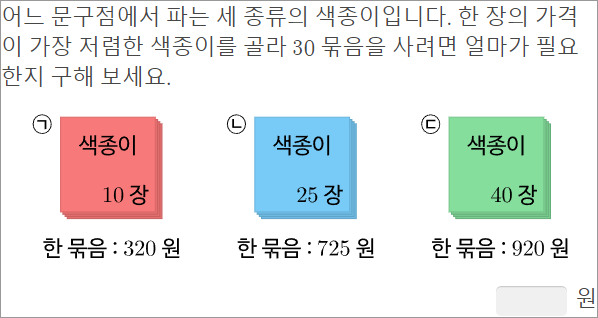 어느 문구점에서 파는 세 종류의 색종이입니다. 한 장의 가격
이 가장 저렴한 색종이를 골라 30 묶음을 사려면 얼마가 필요
한지 구해 보세요.
㉠ 색종이 ㉡ 색종이 ㉢ 색종이
10 장 25 장 40 장
한 묶음 : 320 원 한 묶음 : 725 원 한 묶음 : 920 원
원